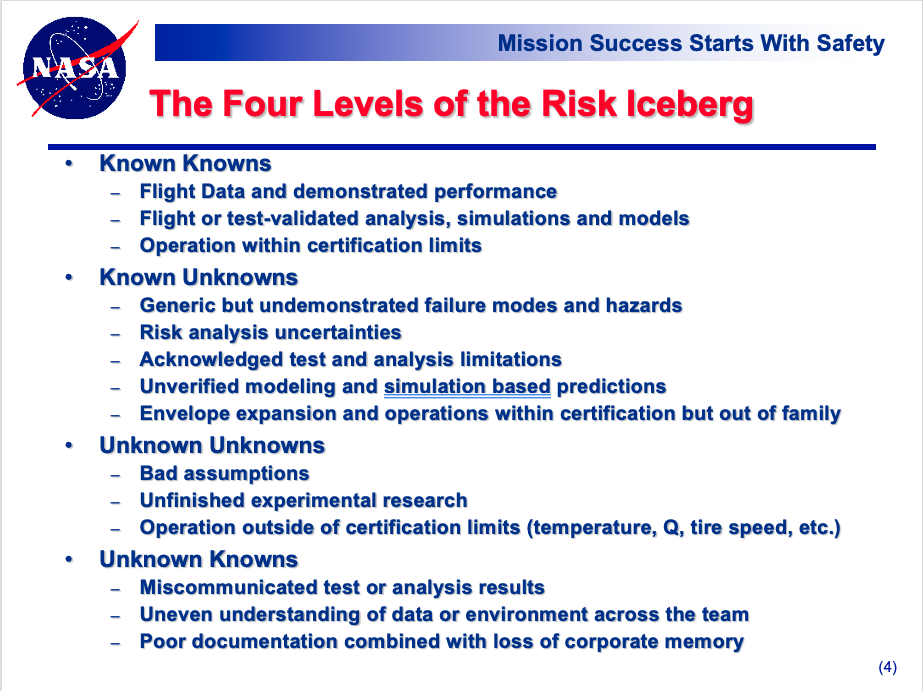 NASA
Mission Success Starts With Safety
The Four Levels of the Risk Iceberg
• Known Knowns
– Flight Data and demonstrated performance
– Flight or test-validated analysis, simulations and models
– Operation within certification limits
• Known Unknowns
– Generic but undemonstrated failure modes and hazards
– Risk analysis uncertainties
– Acknowledged test and analysis limitations
– Unverified modeling and simulation based predictions
– Envelope expansion and operations within certification but out of family
• Unknown Unknowns
– Bad assumptions
– Unfinished experimental research
– Operation outside of certification limits (temperature, Q, tire speed, etc.)
• Unknown Knowns
– Miscommunicated test or analysis results
– Uneven understanding of data or environment across the team
– Poor documentation combined with loss of corporate memory
(4)